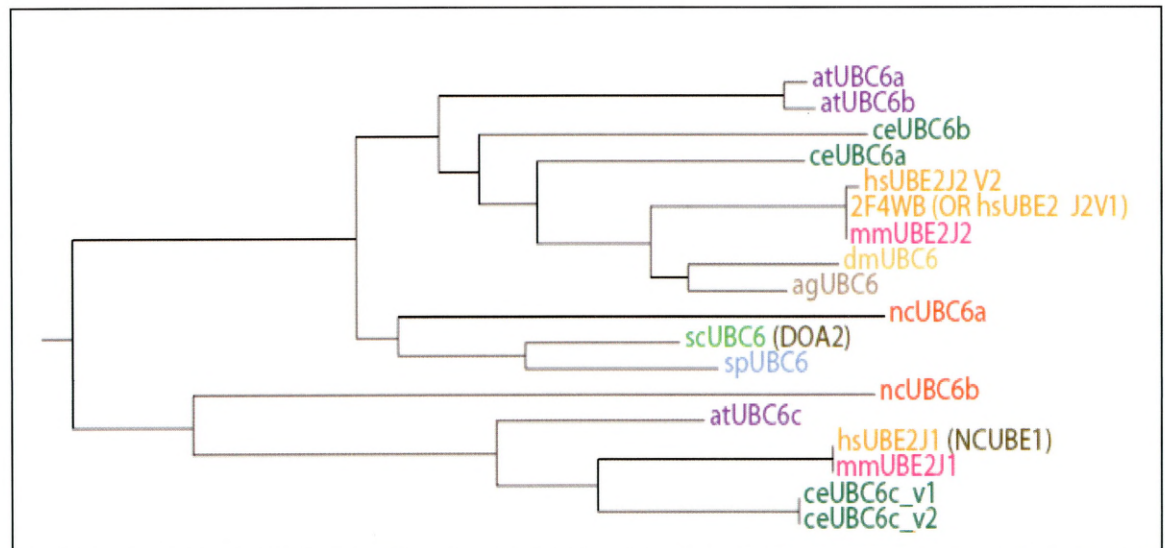 atUBC6a
atUBC6b
ceUBC6b
ceUBC6a
hsUBE2J2 V2
2F4WB (OR hsUBE2 J2V1)
mmUBE2J2
dmUBC6
agUBC6
ncUBC6a
scUBC6 (DOA2)
spUBC6
ncUBC6b
atUBC6c
hsUBE2J1 (NCUBE1)
mmUBE2J1
ceUBC6c_v1
ceUBC6c_v2